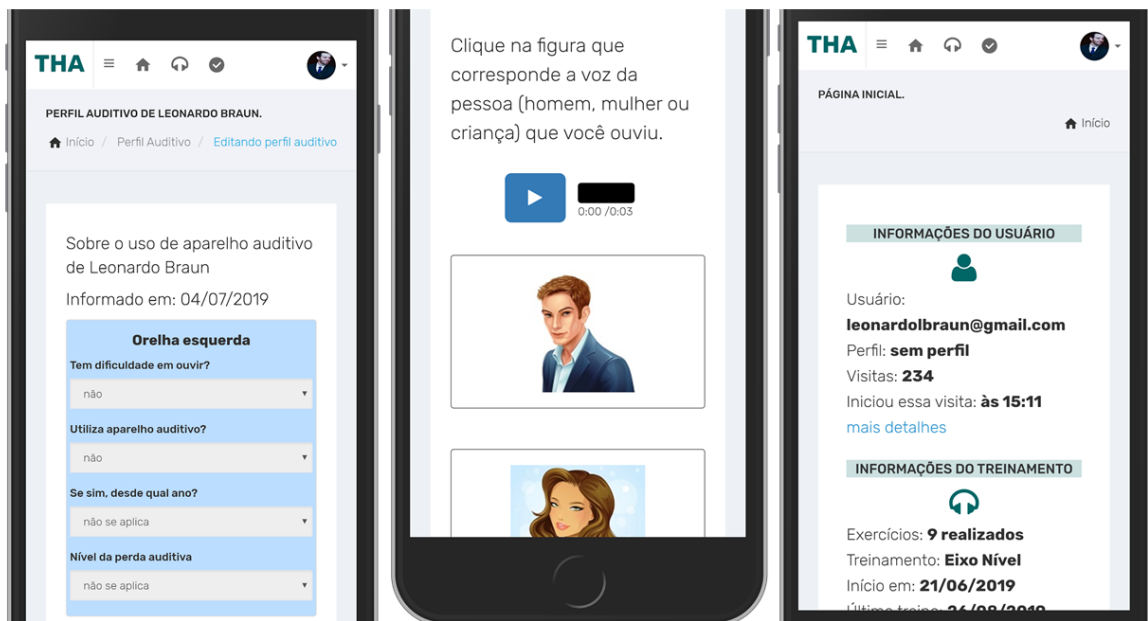 THA
PERFIL AUDITIVO DE LEONARDO BRAUN.
Início / Perfil Auditivo / Editando perfil auditivo
Sobre o uso de aparelho auditivo
de Leonardo Braun
Informado em: 04/07/2019
Orelha esquerda
Tem dificuldade em ouvir?
não
Utiliza aparelho auditivo?
não
Se sim, desde qual ano?
não se aplica
Nível da perda auditiva
não se aplica
Clique na figura que
corresponde a voz da
pessoa (homem, mulher ou
criança) que você ouviu.
0:00 /0:03
THA
PÁGINA INICIAL.
Início
INFORMAÇÕES DO USUÁRIO
Usuário:
leonardolbraun@gmail.com
Perfil: sem perfil
Visitas: 234
Iniciou essa visita: às 15:11
mais detalhes
INFORMAÇÕES DO TREINAMENTO
Exercícios: 9 realizados
Treinamento: Eixo Nível
Início em: 21/06/2019
Último treino: 26/08/2019